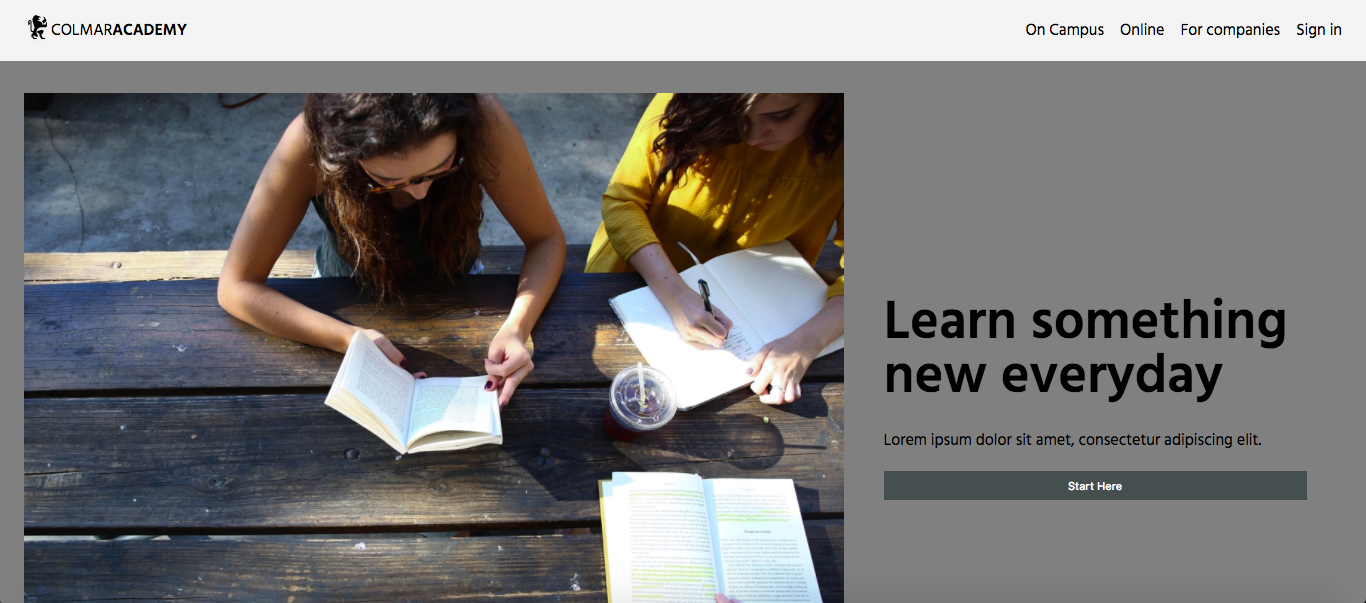 COLMARACADEMY
On Campus Online For companies Sign in
Learn something
new everyday
Lorem ipsum dolor sit amet, consectetur adipiscing elit.
Start Here